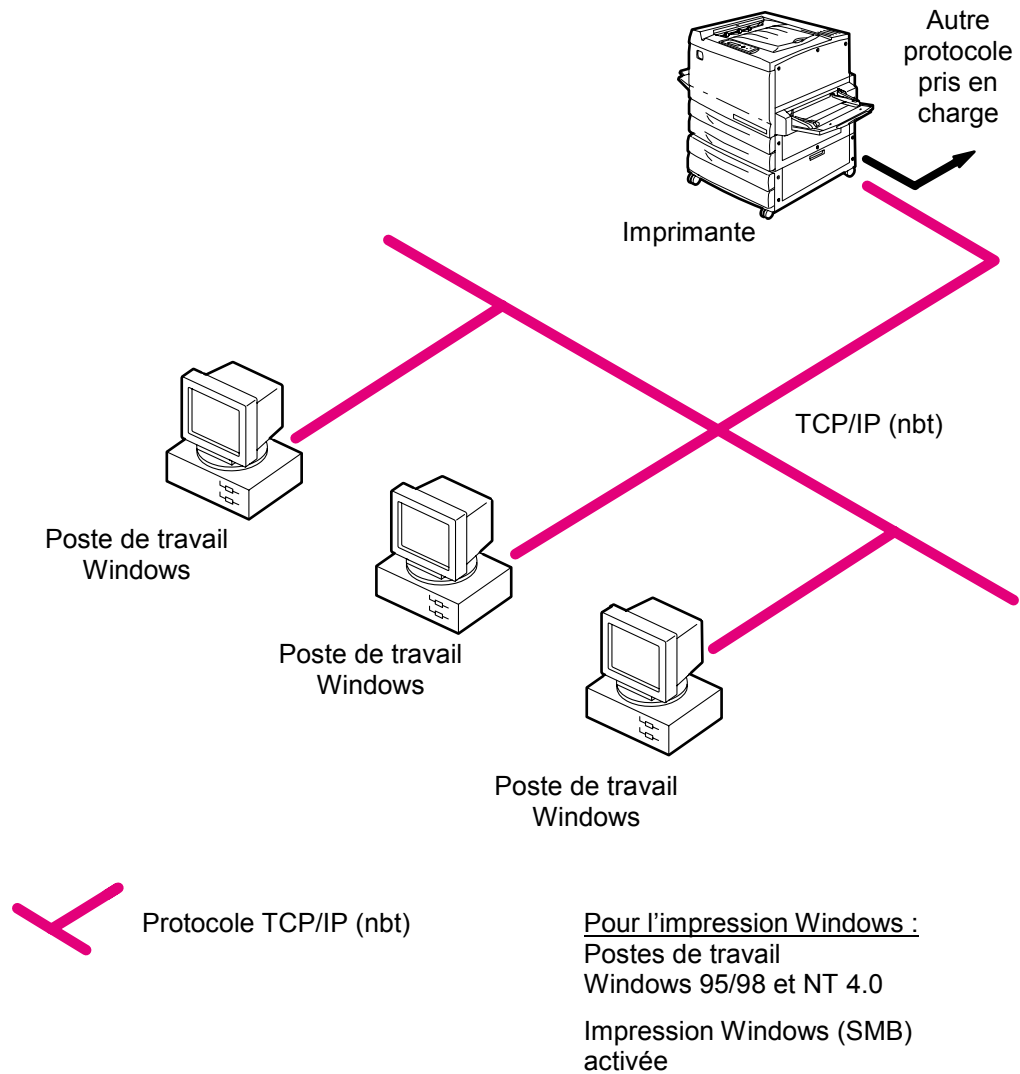 Autre
protocole
pris en
charge
Imprimante
TCP/IP (nbt)
Poste de travail
Windows
Poste de travail
Windows
Poste de travail
Windows
Protocole TCP/IP (nbt)
Pour l’impression Windows :
Postes de travail
Windows 95/98 et NT 4.0
Impression Windows (SMB)
activée